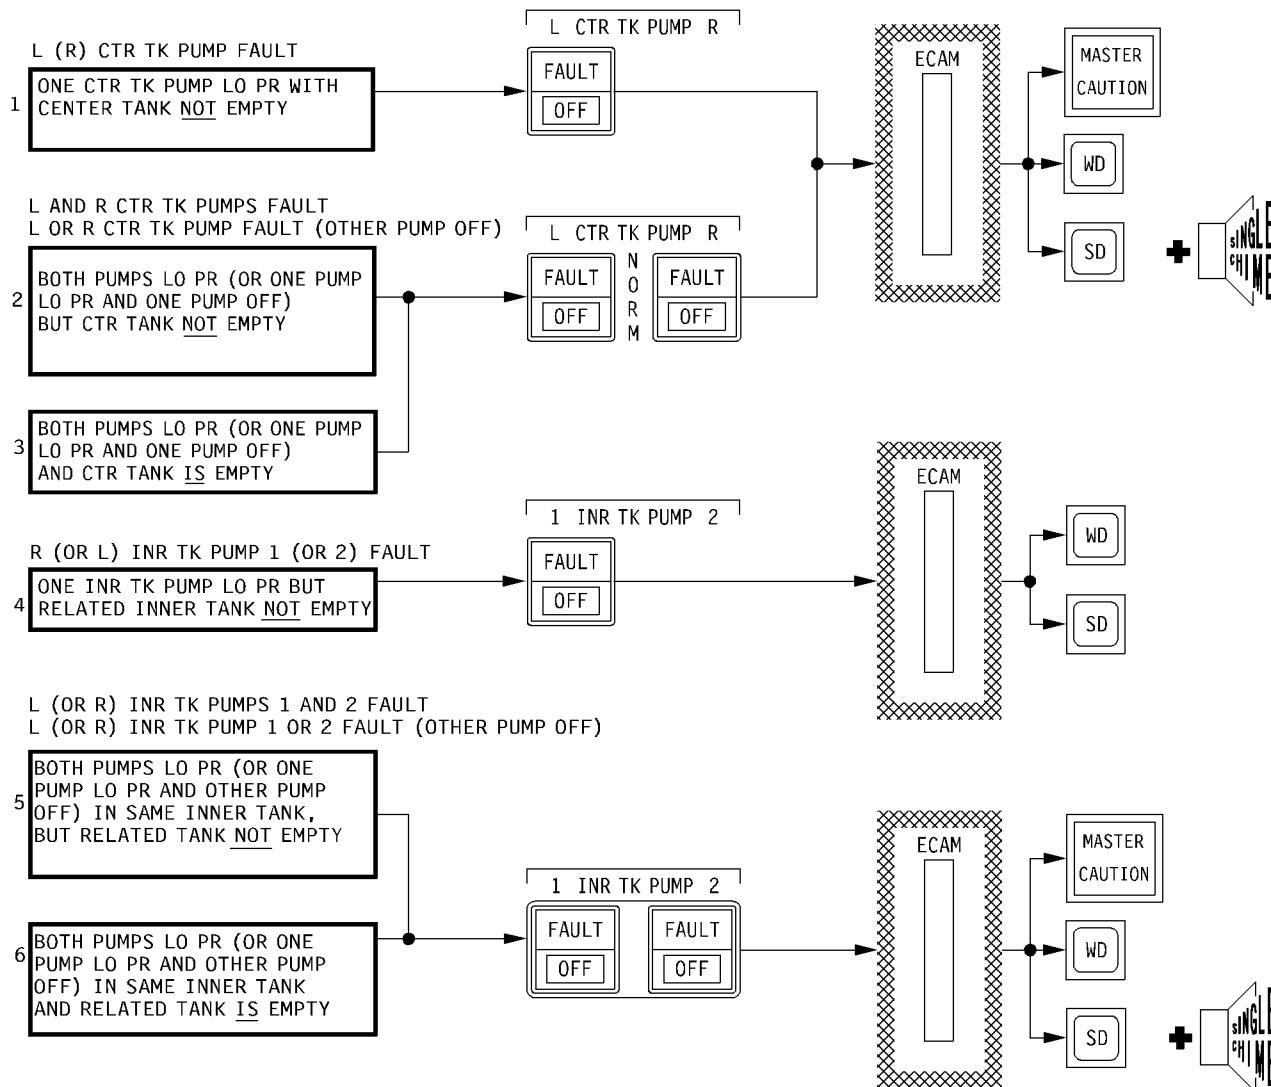 L (R) CTR TK PUMP FAULT
1
ONE CTR TK PUMP LO PR WITH
CENTER TANK NOT EMPTY
L CTR TK PUMP R
FAULT
OFF
ECAM
MASTER
CAUTION
WD
SD
SINGLE
CHIME
L AND R CTR TK PUMPS FAULT
L OR R CTR TK PUMP FAULT (OTHER PUMP OFF)
2
BOTH PUMPS LO PR (OR ONE PUMP
LO PR AND ONE PUMP OFF)
BUT CTR TANK NOT EMPTY
L CTR TK PUMP R
FAULT
OFF
NORM
FAULT
OFF
3
BOTH PUMPS LO PR (OR ONE PUMP
LO PR AND ONE PUMP OFF)
AND CTR TANK IS EMPTY
R (OR L) INR TK PUMP 1 (OR 2) FAULT
4
ONE INR TK PUMP LO PR BUT
RELATED INNER TANK NOT EMPTY
1 INR TK PUMP 2
FAULT
OFF
ECAM
WD
SD
L (OR R) INR TK PUMPS 1 AND 2 FAULT
L (OR R) INR TK PUMP 1 OR 2 FAULT (OTHER PUMP OFF)
5
BOTH PUMPS LO PR (OR ONE
PUMP LO PR AND OTHER PUMP
OFF) IN SAME INNER TANK,
BUT RELATED TANK NOT EMPTY
6
BOTH PUMPS LO PR (OR ONE
PUMP LO PR AND OTHER PUMP
OFF) IN SAME INNER TANK
AND RELATED TANK IS EMPTY
1 INR TK PUMP 2
FAULT
OFF
FAULT
OFF
ECAM
MASTER
CAUTION
WD
SD
SINGLE
CHIME